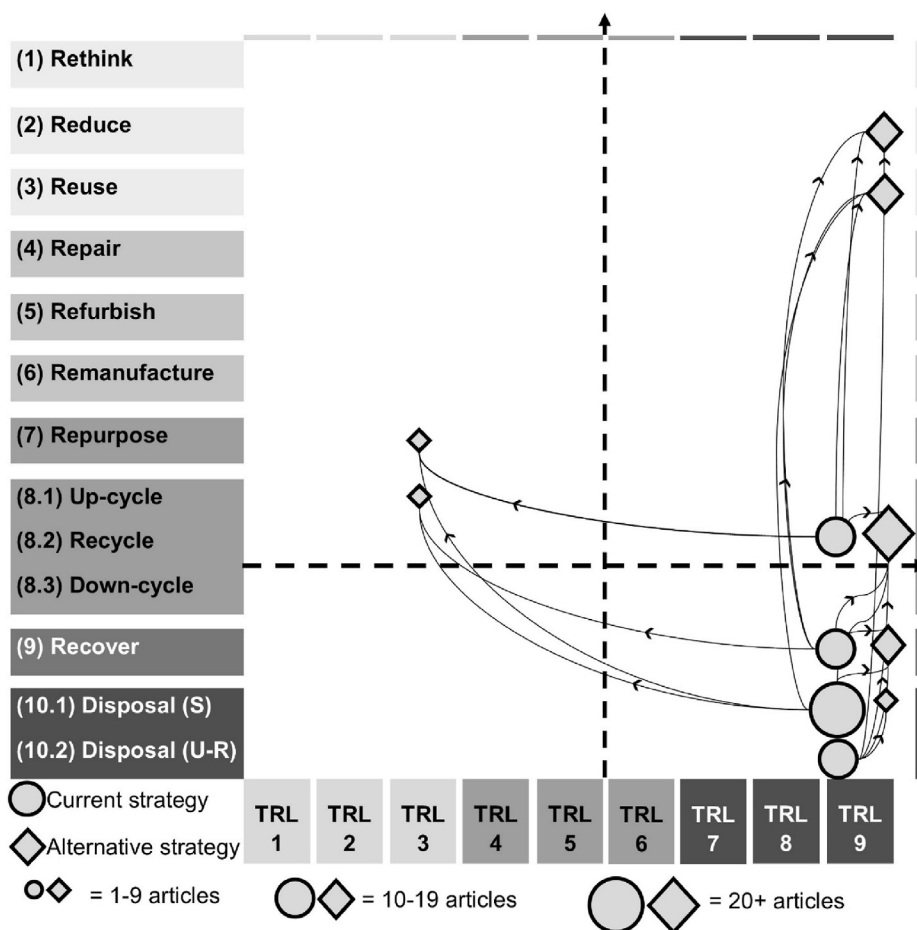 (1) Rethink
(2) Reduce
(3) Reuse
(4) Repair
(5) Refurbish
(6) Remanufacture
(7) Repurpose
(8.1) Up-cycle
(8.2) Recycle
(8.3) Down-cycle
(9) Recover
(10.1) Disposal (S)
(10.2) Disposal (U-R)
TRL 1
TRL 2
TRL 3
TRL 4
TRL 5
TRL 6
TRL 7
TRL 8
TRL 9
Current strategy
Alternative strategy
= 1-9 articles
= 10-19 articles
= 20+ articles